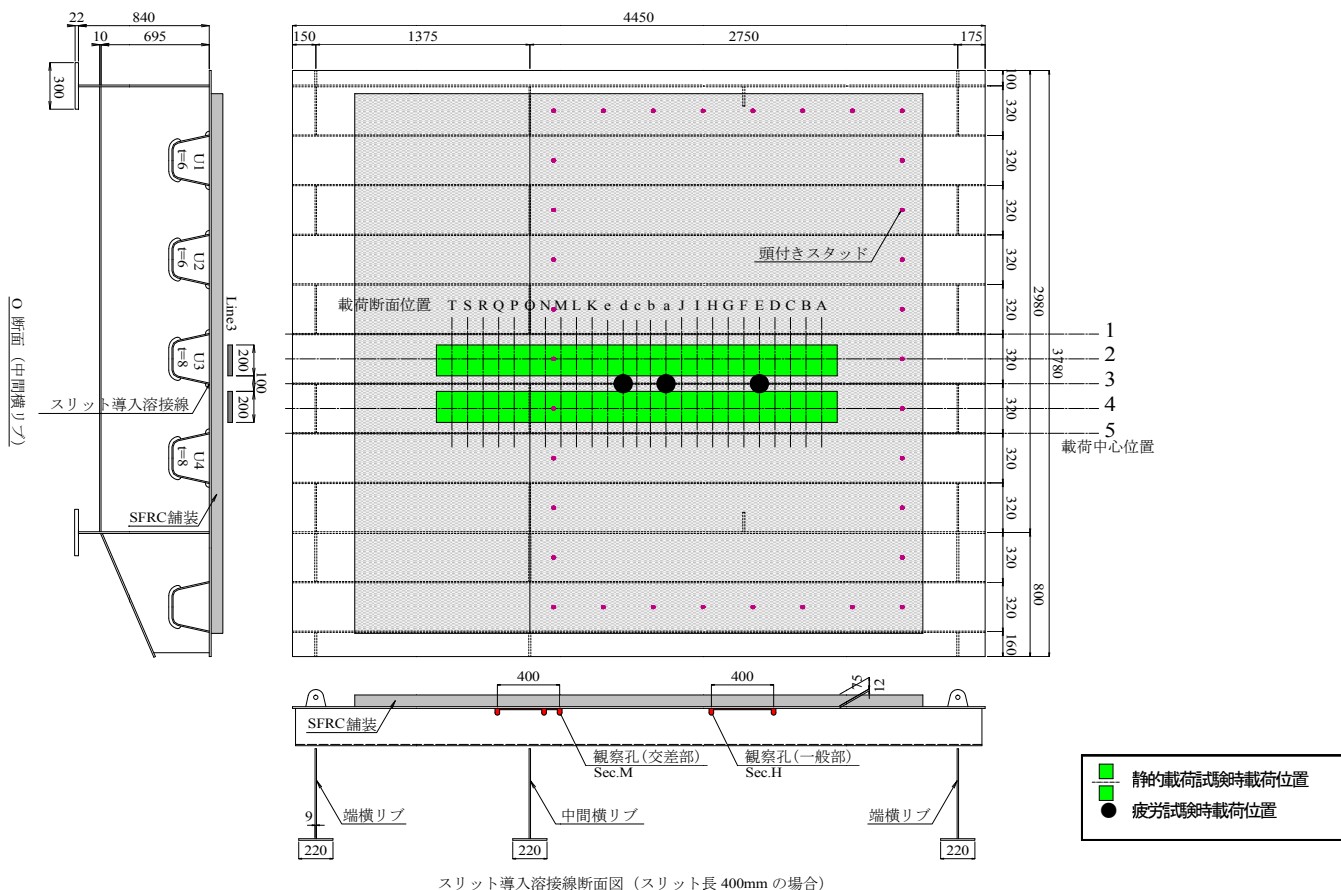 22
840
10
695
300
U1
t=6
U2
t=6
U3
t=8
U4
t=8
Line3
200
100
200
スリット導入溶接線
SFRC舗装
O 断面（中間横リブ）
4450
150
1375
2750
175
頭付きスタッド
載荷断面位置
T S R Q P O N M L K e d c b a J I H G F E D C B A
1
2
3
4
5
載荷中心位置
100
320
320
320
320
320
320
320
320
320
320
320
160
2980
800
3780
400
400
75
12
SFRC舗装
観察孔(交差部)
Sec.M
観察孔(一般部)
Sec.H
端横リブ
中間横リブ
端横リブ
9
220
220
220
スリット導入溶接線断面図（スリット長 400mm の場合）
静的載荷試験時載荷位置
疲労試験時載荷位置